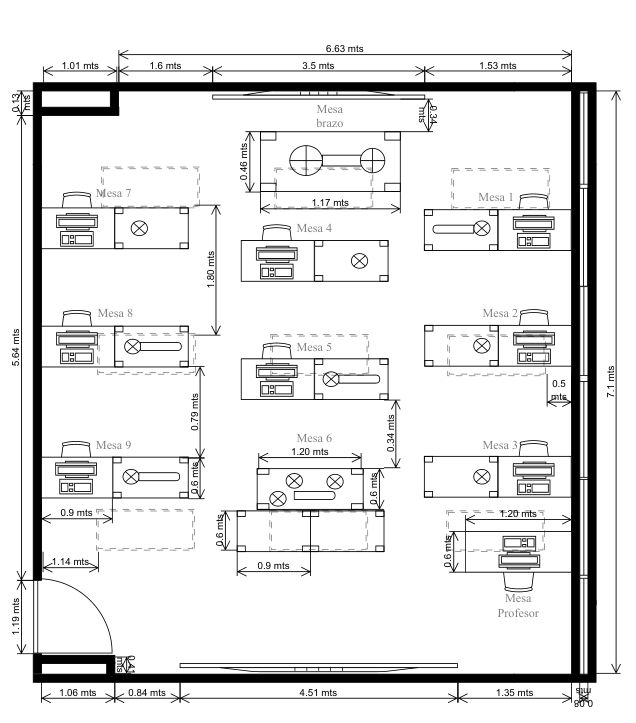 6.63 mts
1.01 mts
1.6 mts
3.5 mts
1.53 mts
0.13 mts
Mesa
brazo
0.34 mts
0.46 mts
1.17 mts
Mesa 7
Mesa 1
Mesa 4
1.80 mts
Mesa 8
Mesa 2
Mesa 5
5.64 mts
7.1 mts
0.5
mts
0.79 mts
0.34 mts
Mesa 9
Mesa 6
Mesa 3
1.20 mts
0.6 mts
0.6 mts
0.9 mts
1.20 mts
0.6 mts
0.6 mts
1.14 mts
0.9 mts
Mesa
Profesor
1.19 mts
mts
1.06 mts
0.84 mts
4.51 mts
1.35 mts
0.08
mts